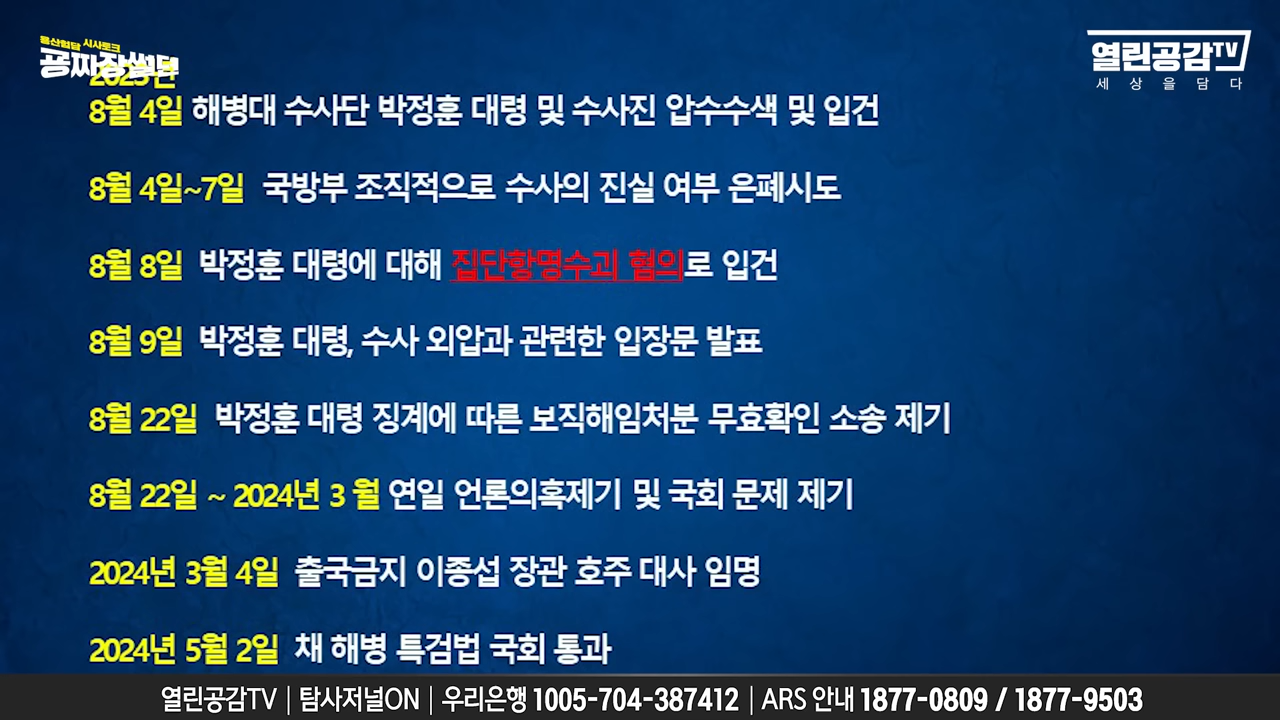 용산협담 시사토크
열린공감TV
세상을담다
2023년
8월 4일 해병대 수사단 박정훈 대령 및 수사진 압수수색 및 입건
8월 4일~7일 국방부 조직적으로 수사의 진실 여부 은폐시도
8월 8일 박정훈 대령에 대해 집단항명수괴 혐의로 입건
8월 9일 박정훈 대령, 수사 외압과 관련한 입장문 발표
8월 22일 박정훈 대령 징계에 따른 보직해임처분 무효확인 소송 제기
8월 22일 ~ 2024년 3 월 연일 언론의혹제기 및 국회 문제 제기
2024년 3월 4일 출국금지 이종섭 장관 호주 대사 임명
2024년 5월 2일 채 해병 특검법 국회 통과
열린공감TV | 탐사저널ON | 우리은행 1005-704-387412 | ARS 안내 1877-0809 / 1877-9503